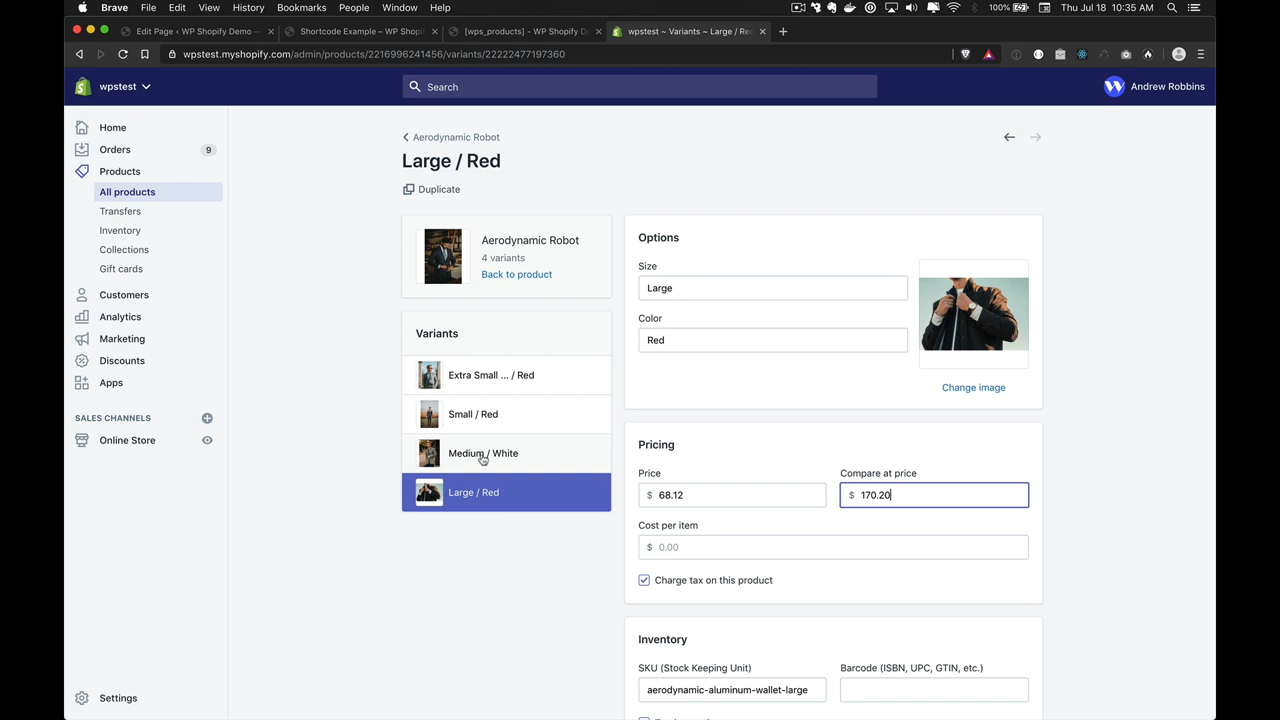 Brave File Edit View History Bookmarks People Window Help 100% Thu Jul 18 10:35 AM
Edit Page ‹ WP Shopify Demo —
Shortcode Example – WP Shopif
[wps_products] - WP Shopify D
wpstest ~ Variants ~ Large / Red
wpstest.myshopify.com/admin/products/2216996241456/variants/22222477197360
wpstest
Search
Andrew Robbins
Home
Orders 9
Products
All products
Transfers
Inventory
Collections
Gift cards
Customers
Analytics
Marketing
Discounts
Apps
SALES CHANNELS
Online Store
Settings
Aerodynamic Robot
Large / Red
Duplicate
Aerodynamic Robot
4 variants
Back to product
Variants
Extra Small ... / Red
Small / Red
Medium / White
Large / Red
Options
Size
Large
Color
Red
Change image
Pricing
Price
$ 68.12
Compare at price
$ 170.20
Cost per item
$ 0.00
Charge tax on this product
Inventory
SKU (Stock Keeping Unit)
aerodynamic-aluminum-wallet-large
Barcode (ISBN, UPC, GTIN, etc.)